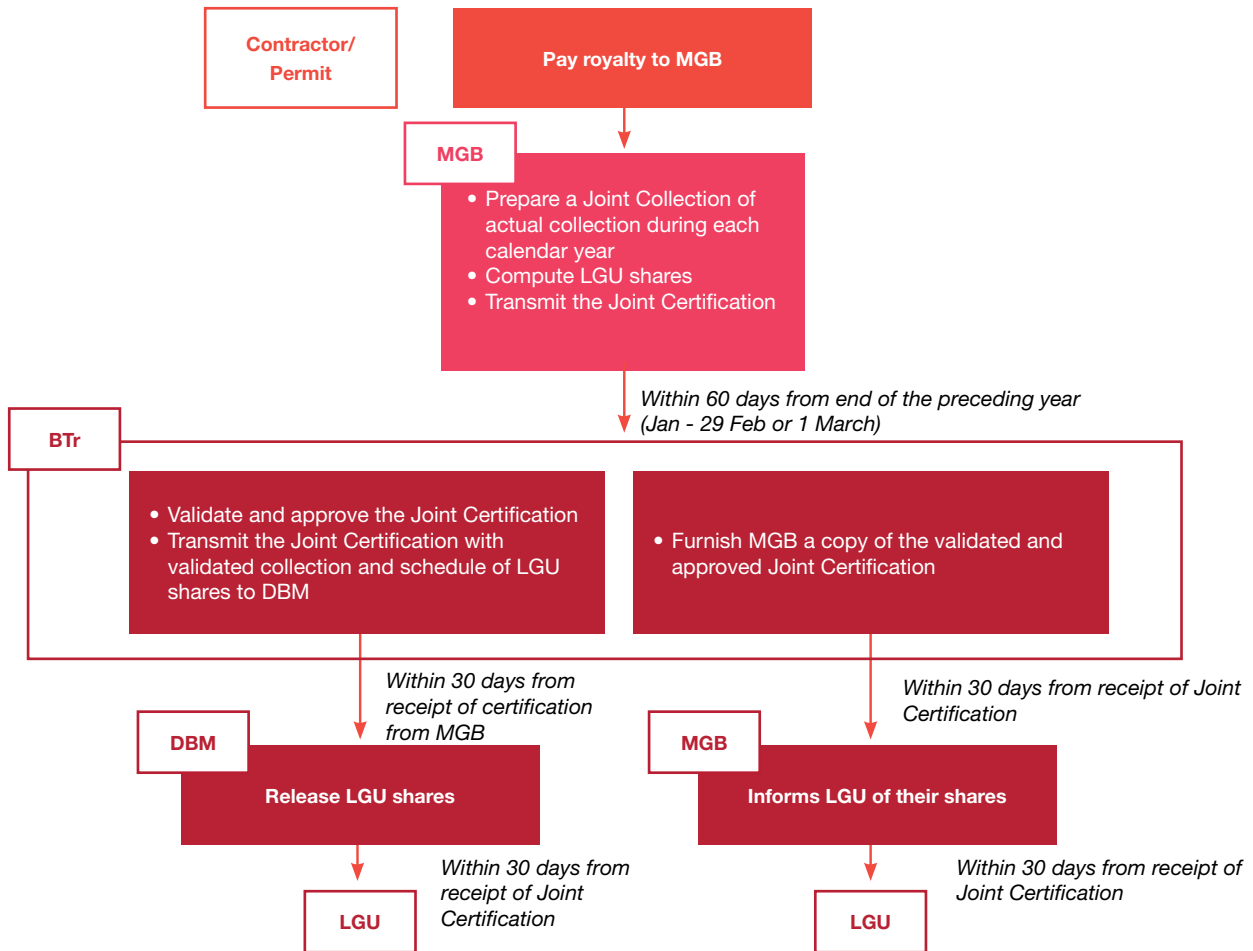 Contractor/
Permit
Pay royalty to MGB
MGB
• Prepare a Joint Collection of
actual collection during each
calendar year
• Compute LGU shares
• Transmit the Joint Certification
Within 60 days from end of the preceding year
(Jan - 29 Feb or 1 March)
BTr
• Validate and approve the Joint Certification
• Transmit the Joint Certification with
validated collection and schedule of LGU
shares to DBM
• Furnish MGB a copy of the validated and
approved Joint Certification
Within 30 days from
receipt of certification
from MGB
Within 30 days from receipt of Joint
Certification
DBM
Release LGU shares
MGB
Informs LGU of their shares
Within 30 days from
receipt of Joint
Certification
Within 30 days from receipt of
Joint Certification
LGU
LGU